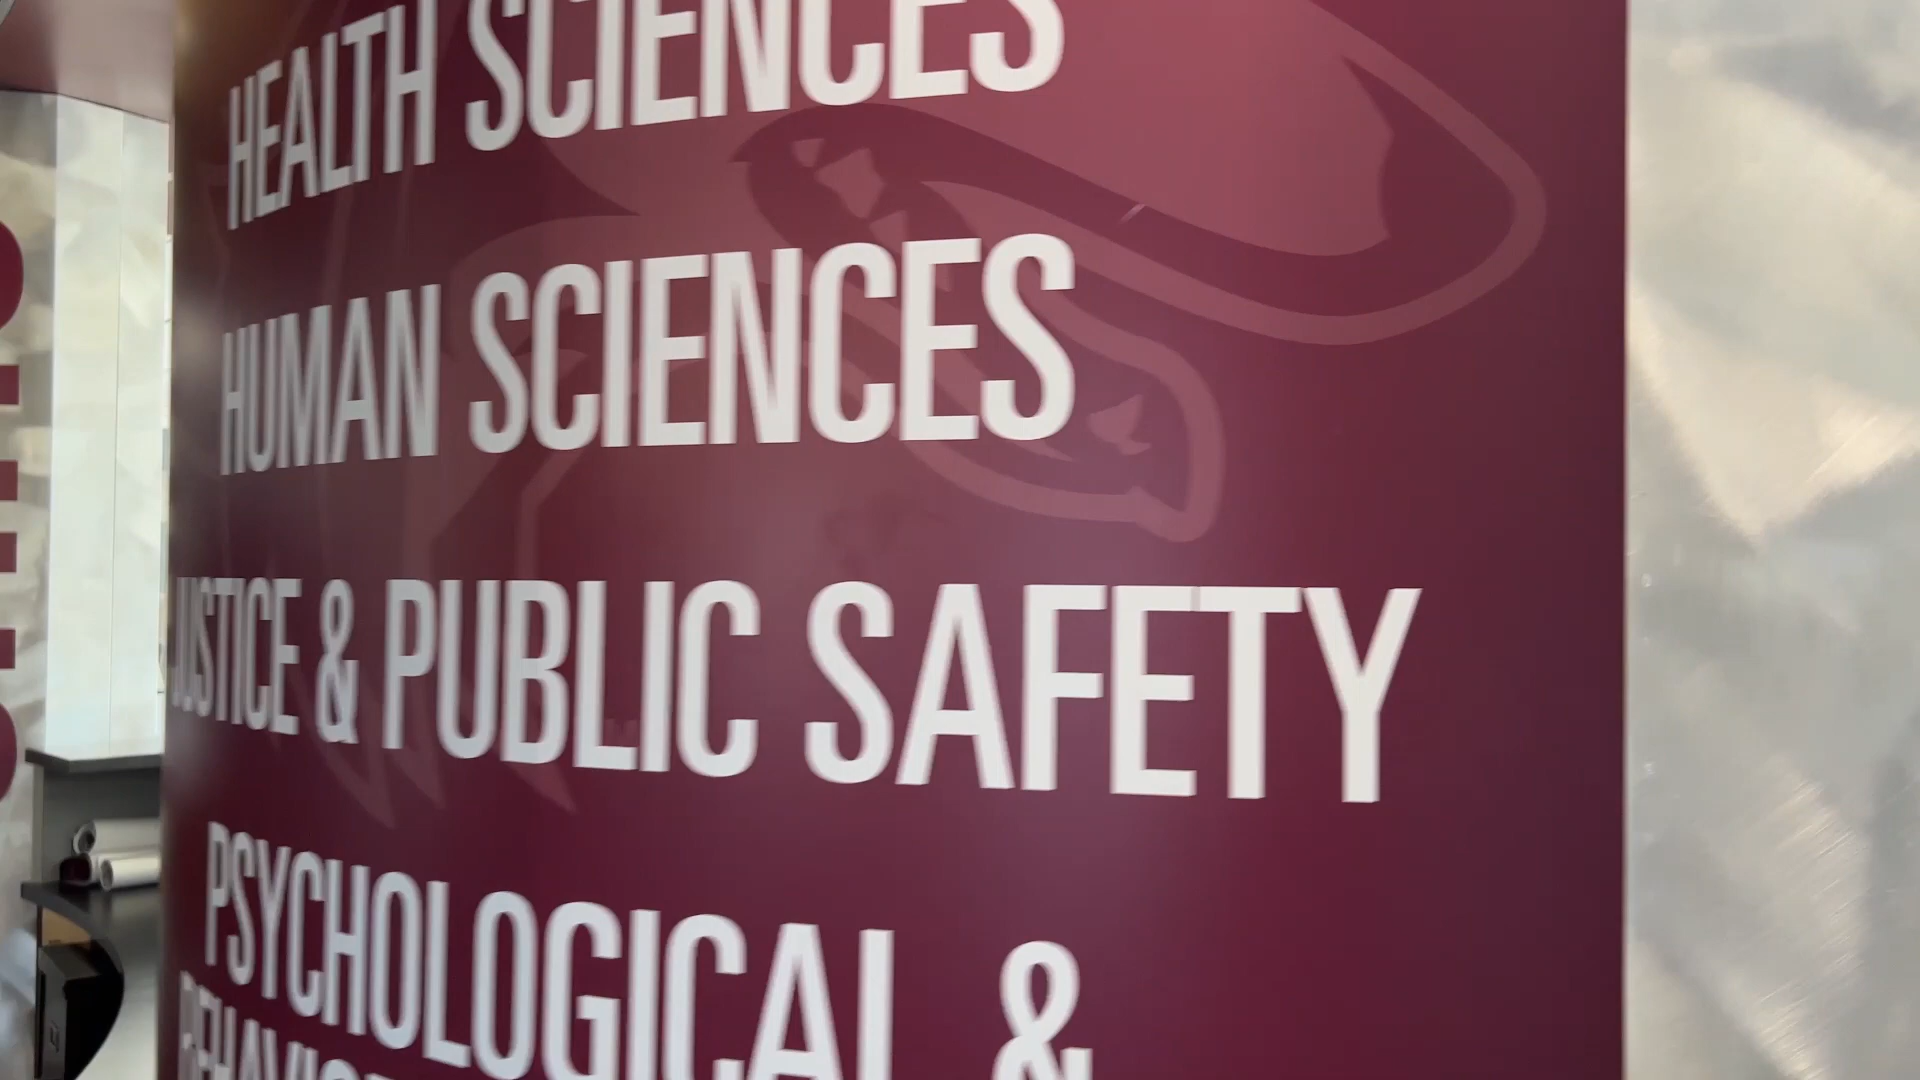 HEALTH SCIENCES
HUMAN SCIENCES
JUSTICE & PUBLIC SAFETY
PSYCHOLOGICAL &